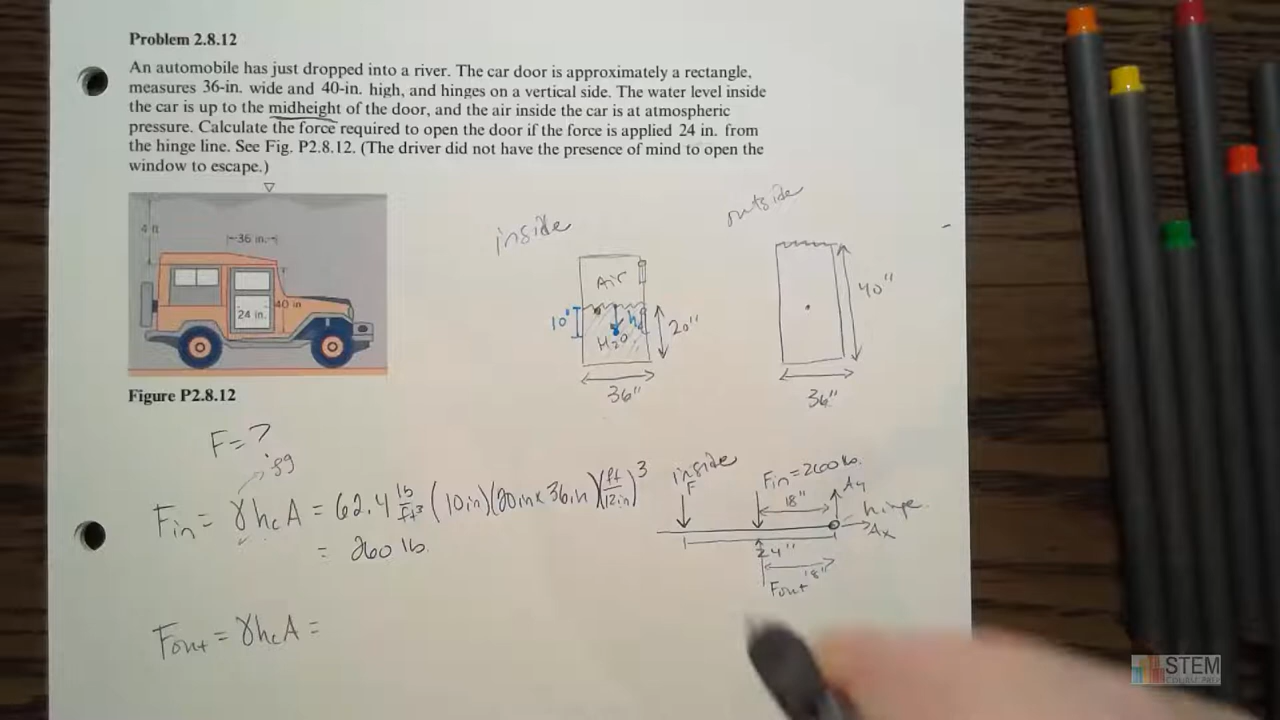 Problem 2.8.12
An automobile has just dropped into a river. The car door is approximately a rectangle,
measures 36-in. wide and 40-in. high, and hinges on a vertical side. The water level inside
the car is up to the midheight of the door, and the air inside the car is at atmospheric
pressure. Calculate the force required to open the door if the force is applied 24 in. from
the hinge line. See Fig. P2.8.12. (The driver did not have the presence of mind to open the
window to escape.)
4 ft
36 in.
40 in
24 in.
Figure P2.8.12
inside
Air
10"
hc
H2O
20"
36"
outside
40"
36"
F = ?
ρg
Fin = γhcA = 62.4 lb/ft³ (10in)(20in x 36in)(ft/12in)³
= 260 lb.
Fout = γhcA =
inside
F
Fin = 260 lb.
18"
Ay
hinge
Ax
24"
18"
Fout
STEM
COURSE PREP